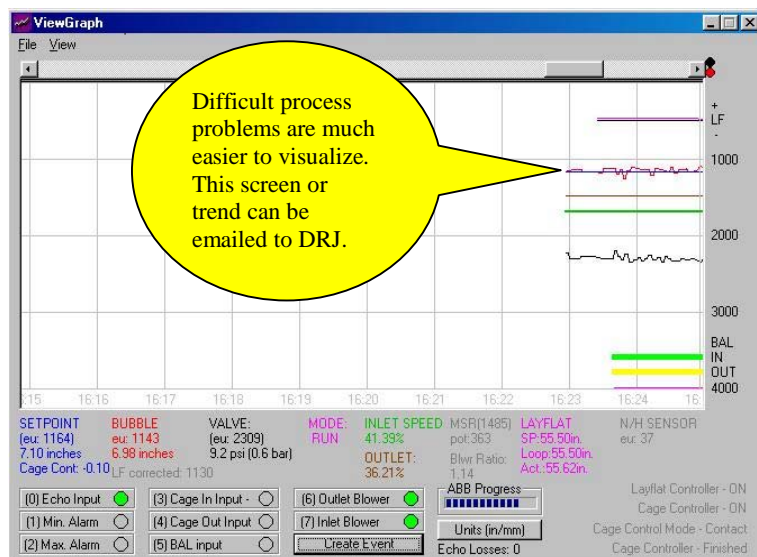 ViewGraph
File View
Difficult process
problems are much
easier to visualize.
This screen or
trend can be
emailed to DRJ.
+
LF
-
1000
2000
3000
BAL
IN
OUT
4000
16:16 16:17 16:18 16:19 16:20 16:21 16:22 16:23 16:24
SETPOINT
(eu: 1164)
7.10 inches
Cage Cont: -0.10
BUBBLE
eu: 1143
6.98 inches
LF corrected: 1130
VALVE:
(eu: 2309)
9.2 psi (0.6 bar)
MODE:
RUN
INLET SPEED
41.39%
OUTLET:
36.21%
MSR(1485)
pot:363
Blwr Ratio:
1.14
LAYFLAT
SP:55.50in.
Loop:55.50in.
Act.:55.62in.
N/H SENSOR
eu: 37
(0) Echo Input
(1) Min. Alarm
(2) Max. Alarm
(3) Cage In Input -
(4) Cage Out Input
(5) BAL input
(6) Outlet Blower
(7) Inlet Blower
Create Event
ABB Progress
Units (in/mm)
Echo Losses: 0
Layflat Controller - ON
Cage Controller - ON
Cage Control Mode - Contact
Cage Controller - Finished